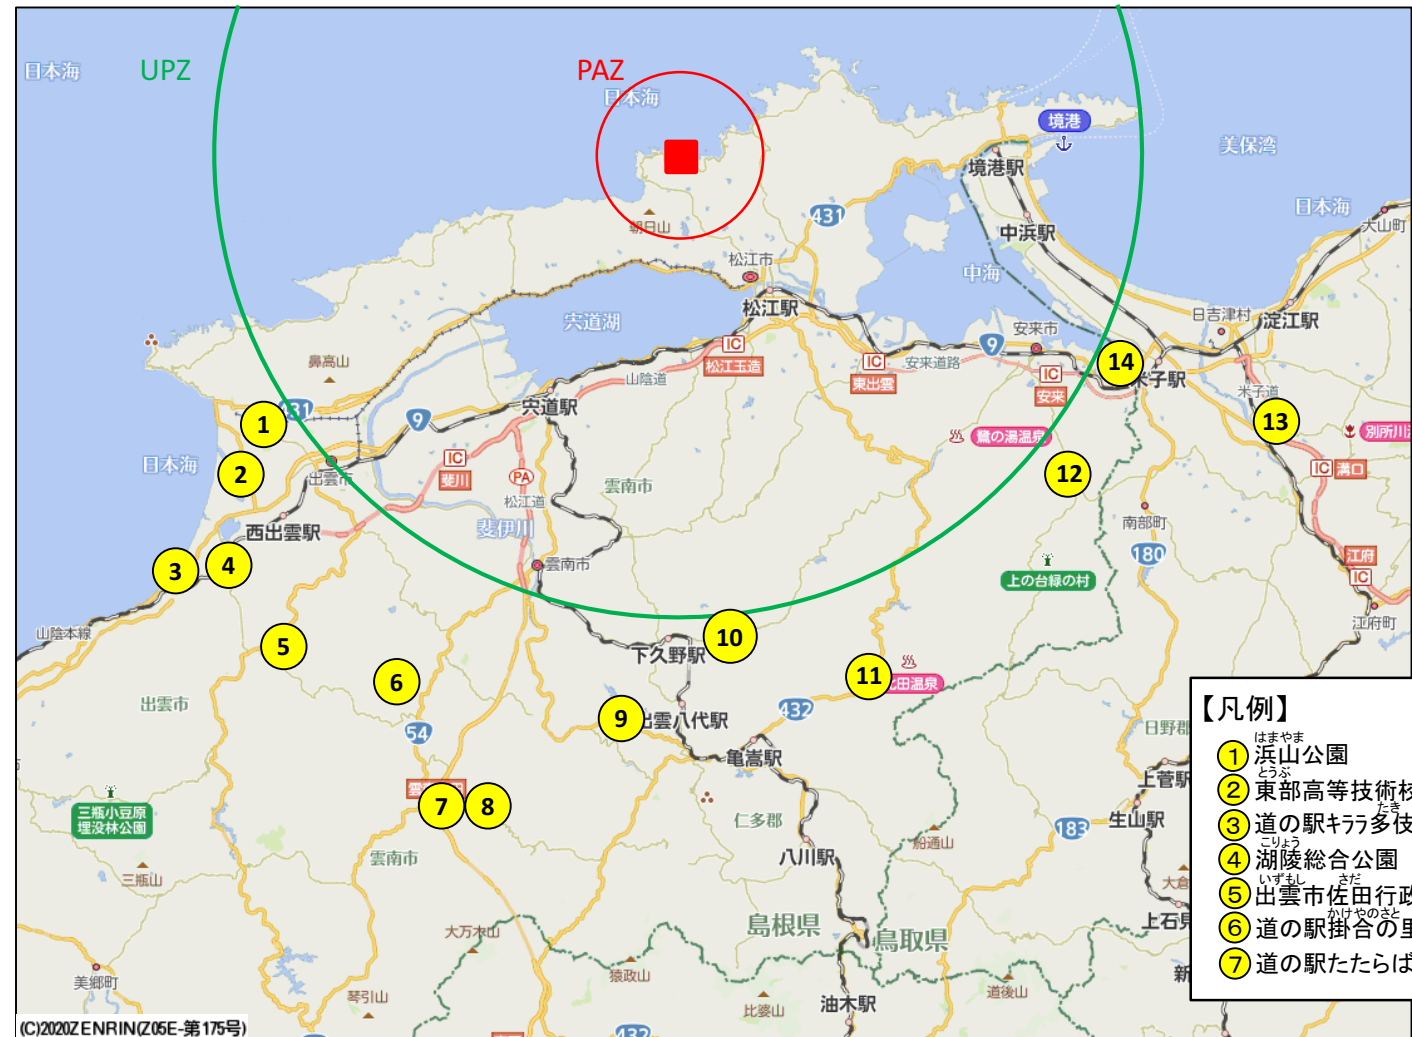 UPZ
PAZ
日本海
日本海
境港
美保湾
境港駅
日本海
431
朝日山
中浜駅
大山町
松江市
中海
松江駅
宍道湖
日吉津村
淀江駅
安来市
9
鼻高山
IC
松江玉造
山陰道
IC
東出雲
安来道路
IC
安来
14
米子駅
米子道
431
1
9
宍道駅
13
鷺の湯温泉
別所川渓
日本海
2
出雲市
IC
斐川
PA
松江道
雲南市
12
IC
溝口
西出雲駅
斐伊川
南部町
3
4
雲南市
180
上の台緑の村
江府
IC
江府町
山陰本線
5
下久野駅
10
6
11
田温泉
出雲市
9
出雲八代駅
432
54
亀嵩駅
日野郡
上菅駅
7
8
三瓶小豆原
埋没林公園
仁多郡
183
生山駅
船通山
雲南市
八川駅
三瓶山
大倉
島根県
鳥取県
上石見
大万木山
美郷町
猿政山
道後山
新
琴引山
比婆山
油木駅
432
(C)2020ZENRIN(Z05E-第175号)
【凡例】
はまやま
1 浜山公園
とうぶ
2 東部高等技術校
たき
3 道の駅キララ多伎
こりょう
4 湖陵総合公園
いずもし さだ
5 出雲市佐田行政
かけやのさと
6 道の駅掛合の里
7 道の駅たたらば